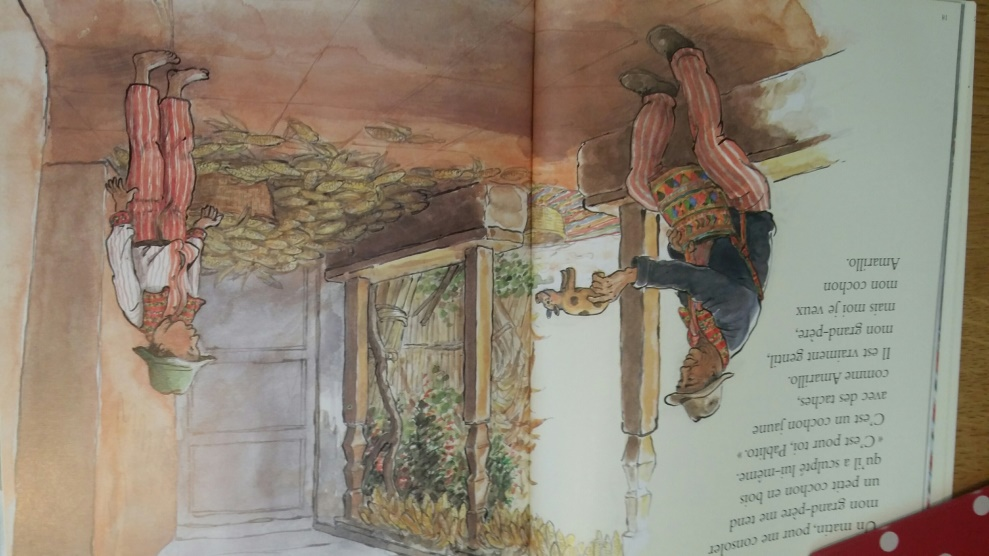 Un matin, pour me consoler
mon grand-père me tend
un petit cochon en bois
qu'il a sculpté lui-même.
« C'est pour toi, Pablito. »
C'est un cochon jaune
avec des taches,
comme Amarillo.
Il est vraiment gentil,
mon grand-père,
mais moi je veux
mon cochon
Amarillo.